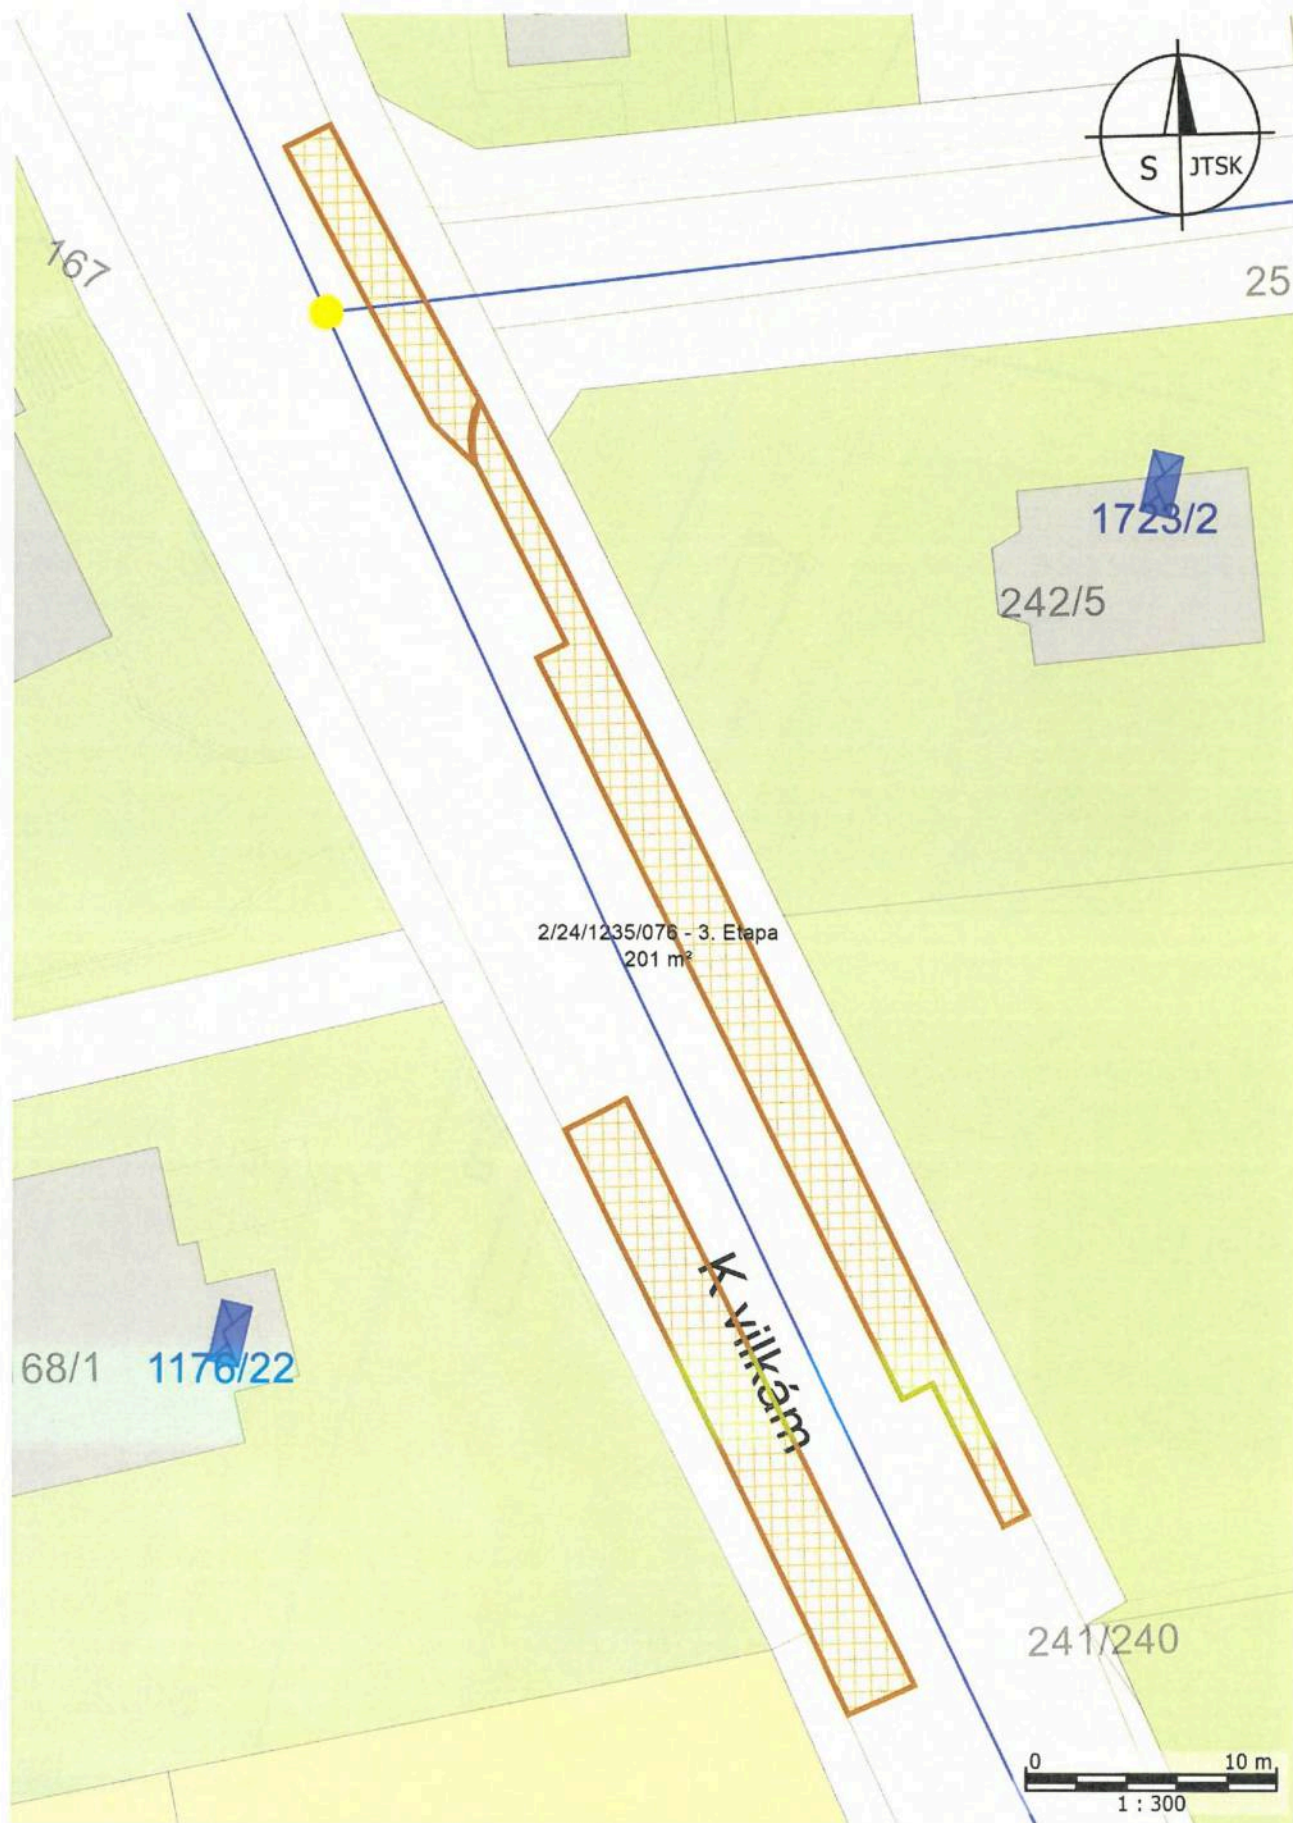 S JTSK
167
25
1723/2
242/5
2/24/1235/076 - 3. Etapa
201 m²
K vilkám
68/1 1176/22
241/240
0 10 m
1 : 300